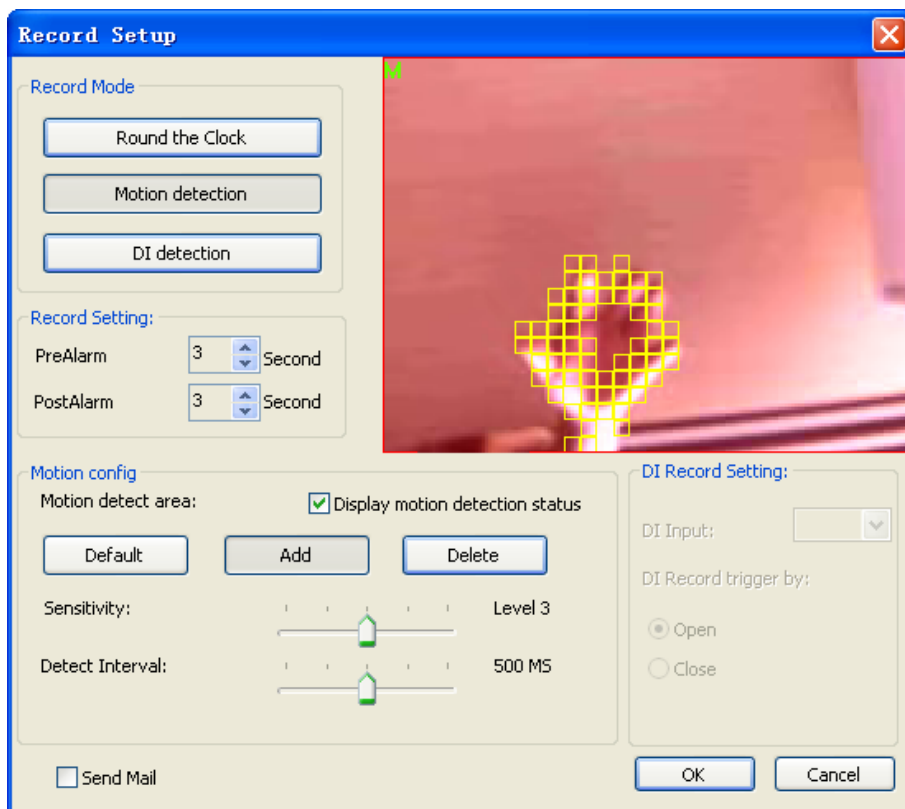 Record Setup
Record Mode
Round the Clock
Motion detection
DI detection
M
Record Setting:
PreAlarm 3 Second
PostAlarm 3 Second
Motion config
Motion detect area:
Display motion detection status
Default Add Delete
Sensitivity: Level 3
Detect Interval: 500 MS
DI Record Setting:
DI Input:
DI Record trigger by:
Open
Close
Send Mail
OK Cancel